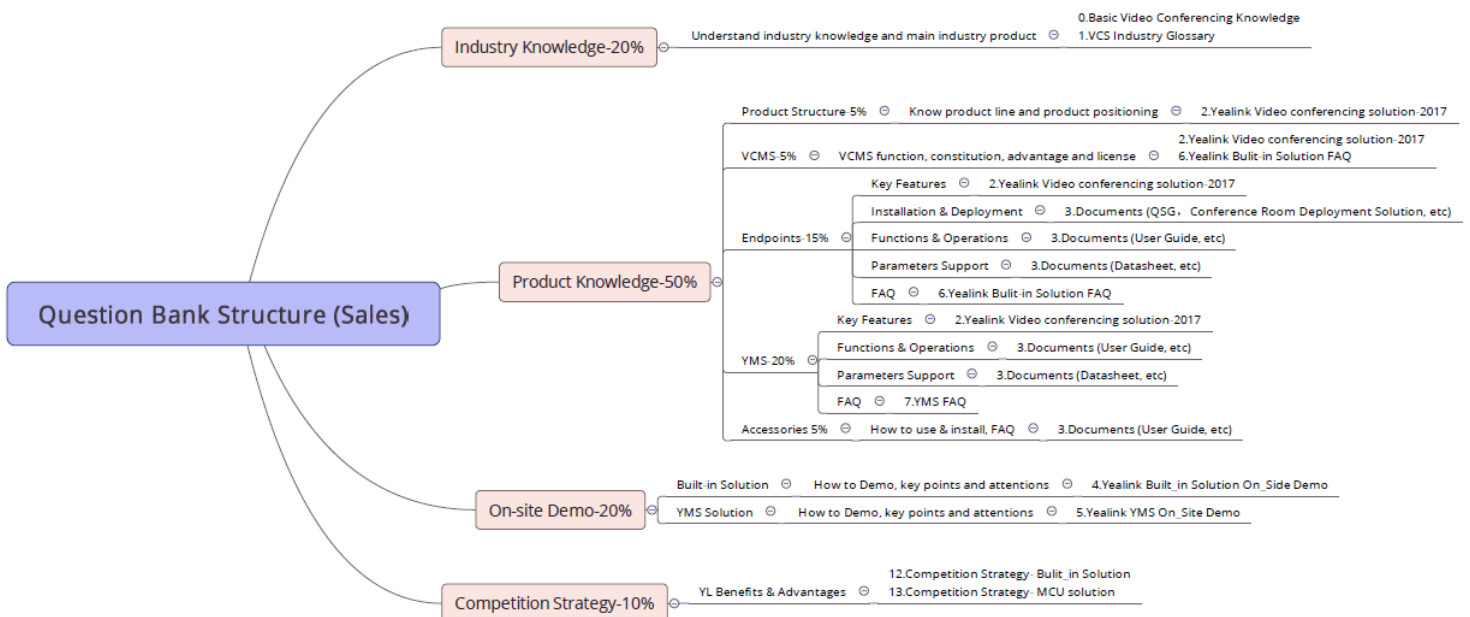 Question Bank Structure (Sales)
Industry Knowledge-20%
Understand industry knowledge and main industry product
0.Basic Video Conferencing Knowledge
1.VCS Industry Glossary
Product Knowledge-50%
Product Structure-5%
Know product line and product positioning
2.Yealink Video conferencing solution-2017
VCMS-5%
VCMS function, constitution, advantage and license
2.Yealink Video conferencing solution-2017
6.Yealink Bulit-in Solution FAQ
Endpoints-15%
Key Features
2.Yealink Video conferencing solution-2017
Installation & Deployment
3.Documents (QSG，Conference Room Deployment Solution, etc)
Functions & Operations
3.Documents (User Guide, etc)
Parameters Support
3.Documents (Datasheet, etc)
FAQ
6.Yealink Bulit-in Solution FAQ
YMS-20%
Key Features
2.Yealink Video conferencing solution-2017
Functions & Operations
3.Documents (User Guide, etc)
Parameters Support
3.Documents (Datasheet, etc)
FAQ
7.YMS FAQ
Accessories 5%
How to use & install, FAQ
3.Documents (User Guide, etc)
On-site Demo-20%
Built-in Solution
How to Demo, key points and attentions
4.Yealink Built_in Solution On_Side Demo
YMS Solution
How to Demo, key points and attentions
5.Yealink YMS On_Site Demo
Competition Strategy-10%
YL Benefits & Advantages
12.Competition Strategy- Bulit_in Solution
13.Competition Strategy- MCU solution